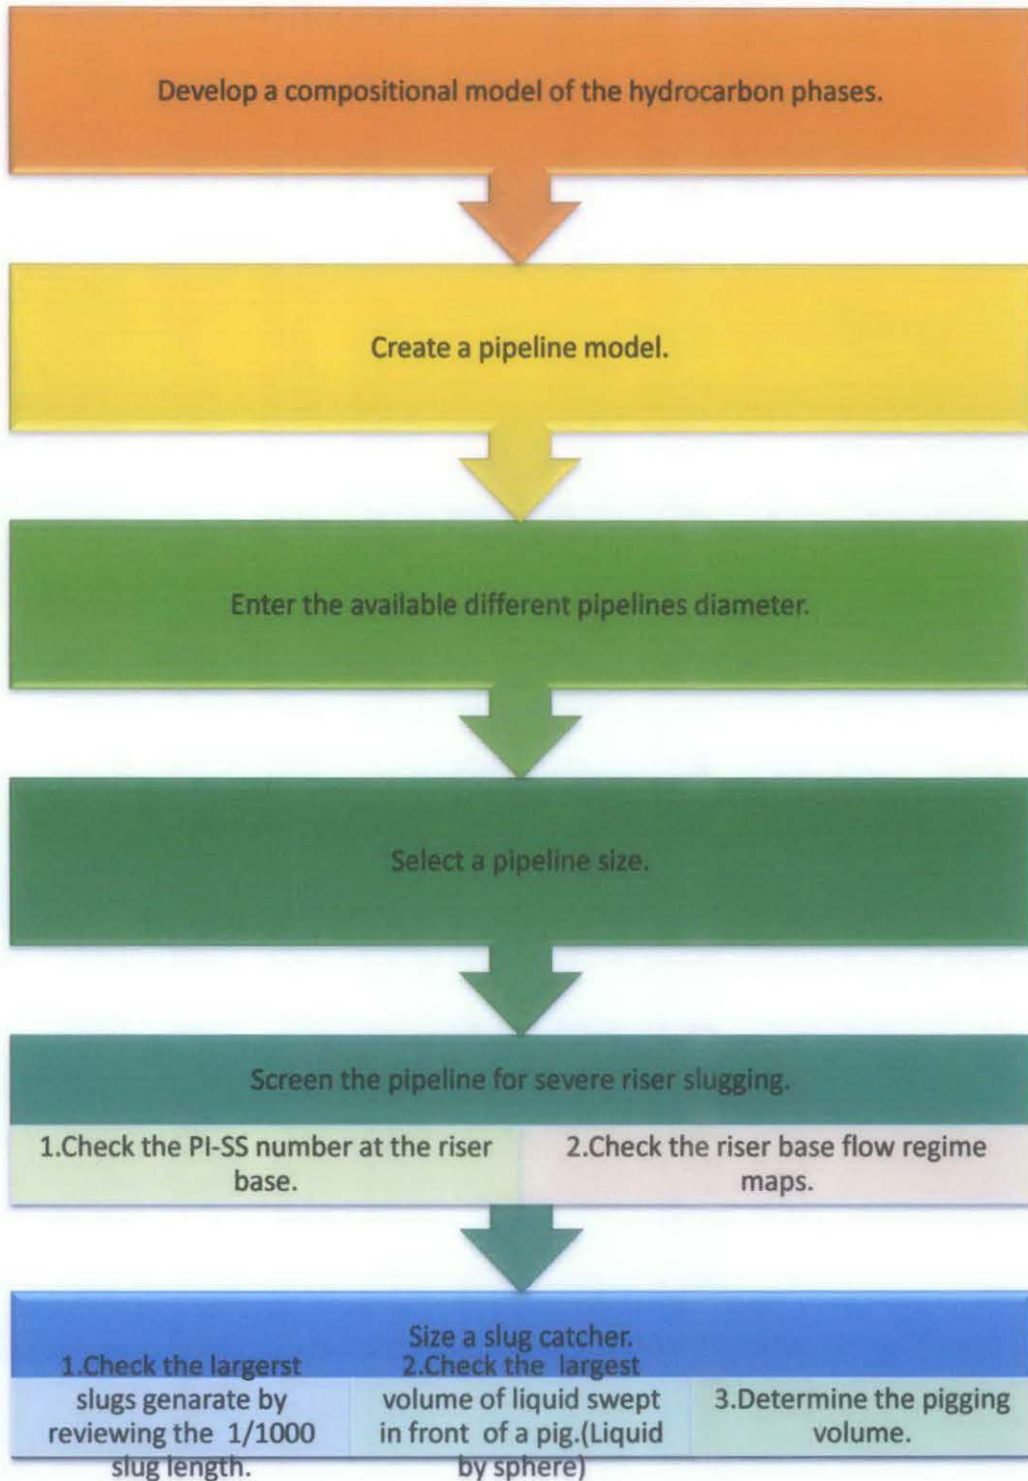 Develop a compositional model of the hydrocarbon phases.
Create a pipeline model.
Enter the available different pipelines diameter.
Select a pipeline size.
Screen the pipeline for severe riser slugging.
1.Check the PI-SS number at the riser
base.
2.Check the riser base flow regime
maps.
Size a slug catcher.
1.Check the largerst
slugs genarate by
reviewing the 1/1000
slug length.
2.Check the largest
volume of liquid swept
in front of a pig.(Liquid
by sphere)
3.Determine the pigging
volume.